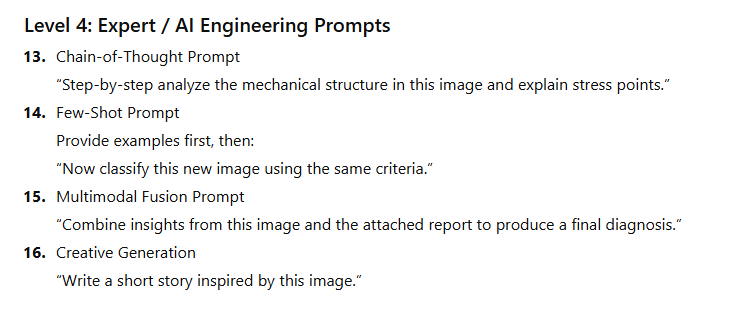 Level 4: Expert / AI Engineering Prompts
13. Chain-of-Thought Prompt
“Step-by-step analyze the mechanical structure in this image and explain stress points.”
14. Few-Shot Prompt
Provide examples first, then:
“Now classify this new image using the same criteria.”
15. Multimodal Fusion Prompt
“Combine insights from this image and the attached report to produce a final diagnosis.”
16. Creative Generation
“Write a short story inspired by this image.”